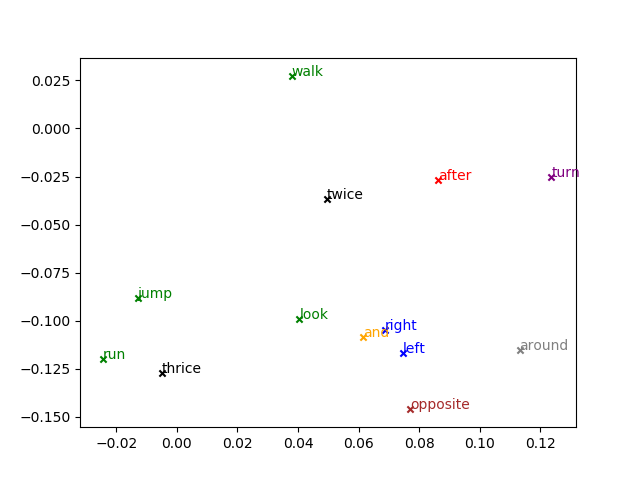 walk
0.025
0.000
turn
after
−0.025
twice
−0.050
−0.075
jump
look
−0.100
right
and
left
around
run
−0.125
thrice
opposite
−0.150
−0.02 0.00 0.02 0.04 0.06 0.08 0.10 0.12